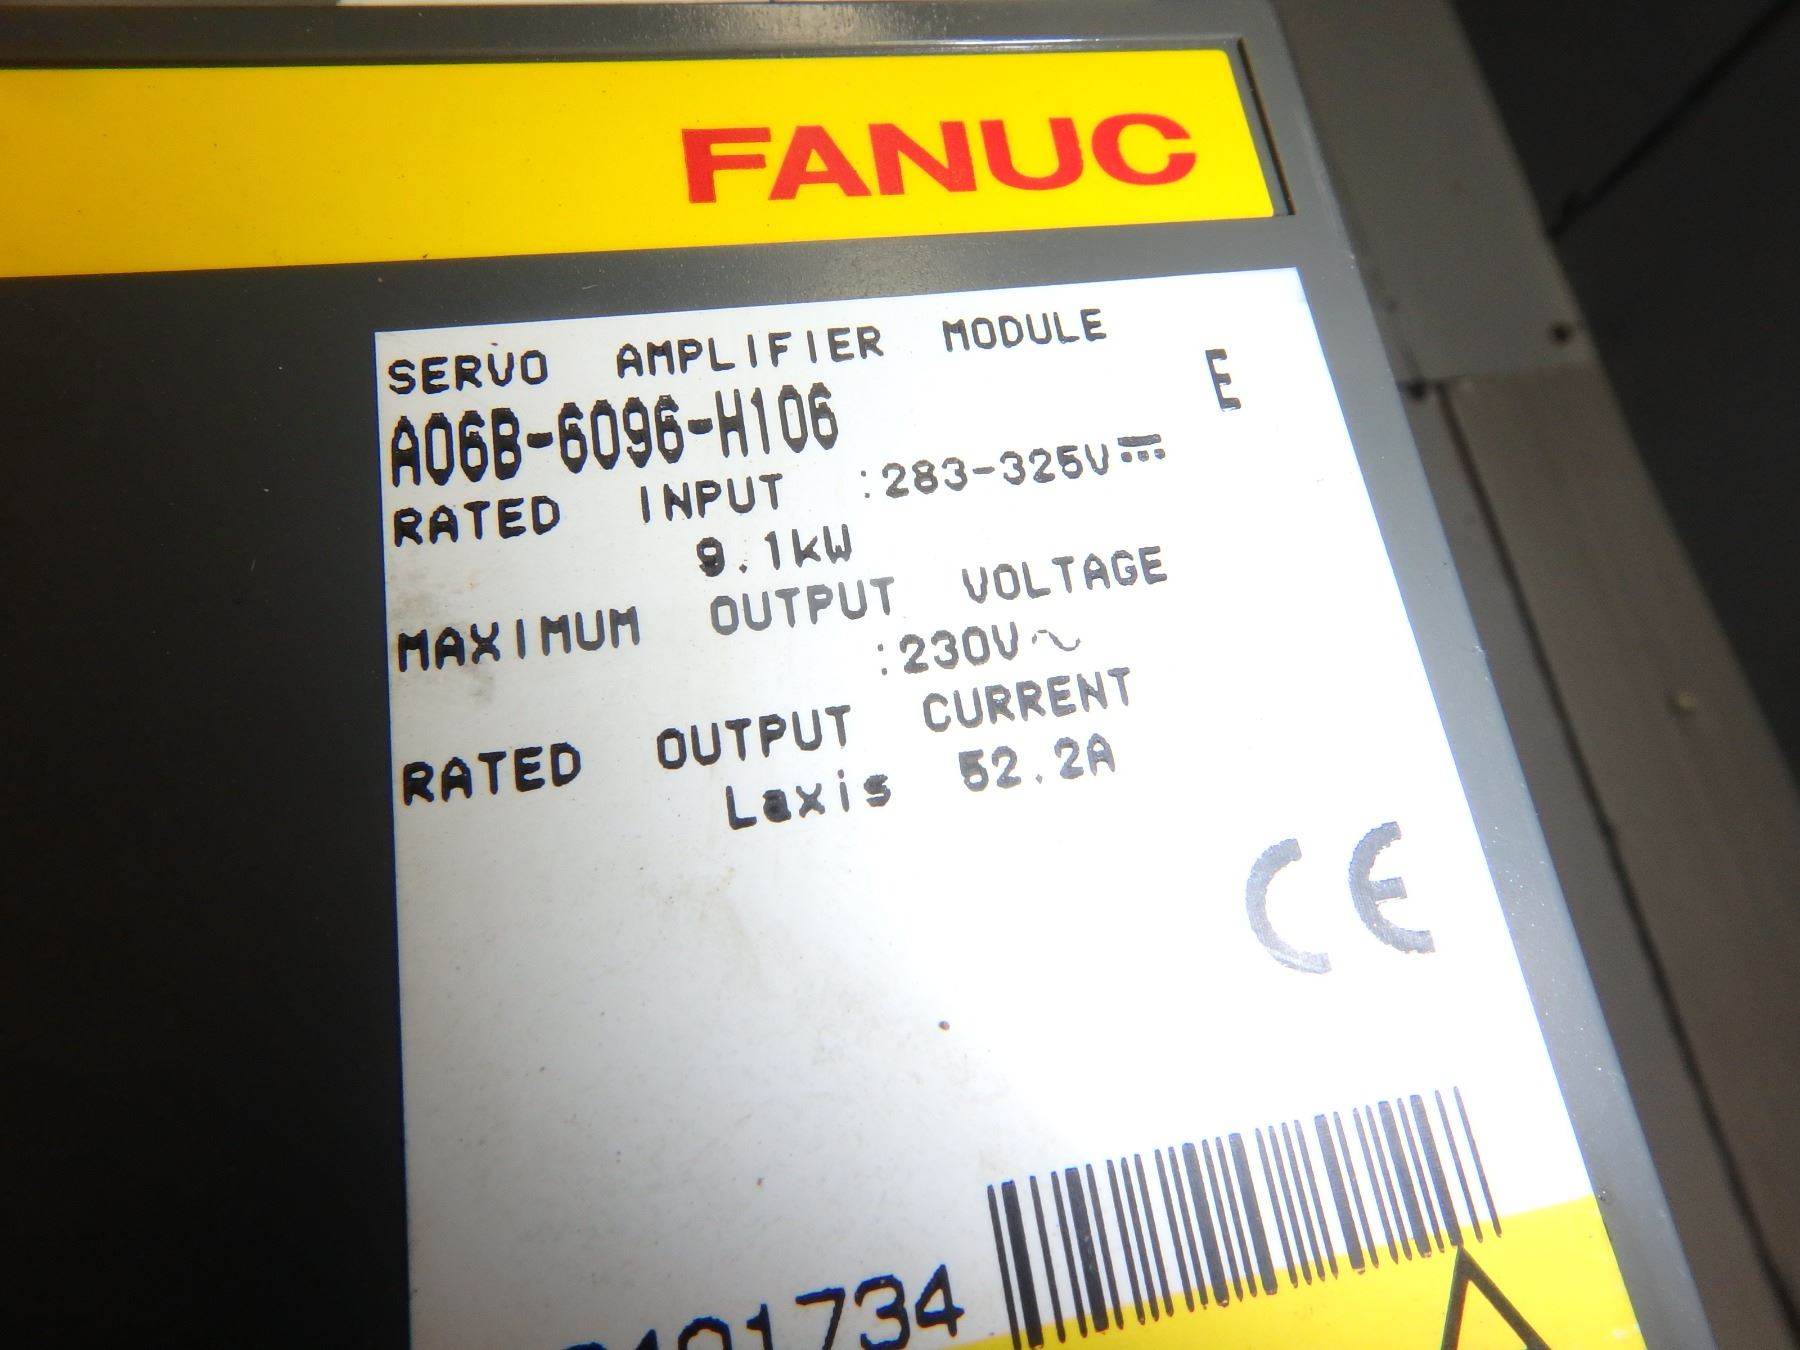 FANUC
SERVO AMPLIFIER MODULE
A06B-6096-H106 E
RATED INPUT :283-325V⎓
9.1kW
MAXIMUM OUTPUT VOLTAGE
:230V~
RATED OUTPUT CURRENT
Laxis 52.2A
CE